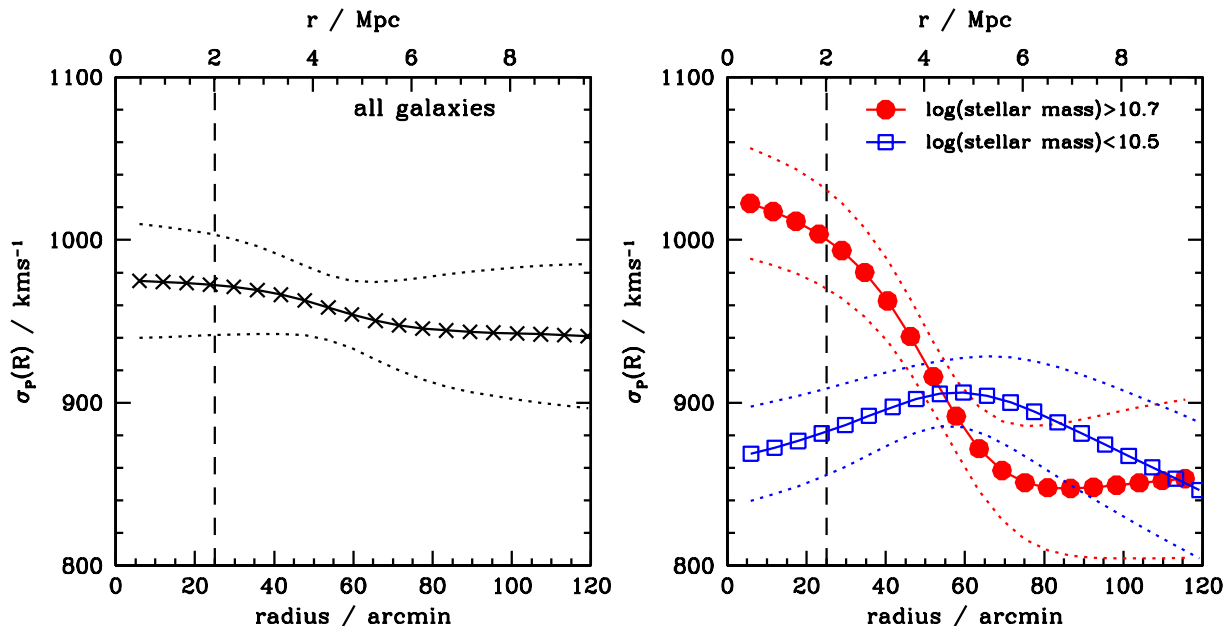 r / Mpc
0 2 4 6 8
1100
1000
900
800
σP(R) / kms⁻¹
all galaxies
0 20 40 60 80 100 120
radius / arcmin
r / Mpc
0 2 4 6 8
1100
1000
900
800
σP(R) / kms⁻¹
log(stellar mass)>10.7
log(stellar mass)<10.5
0 20 40 60 80 100 120
radius / arcmin